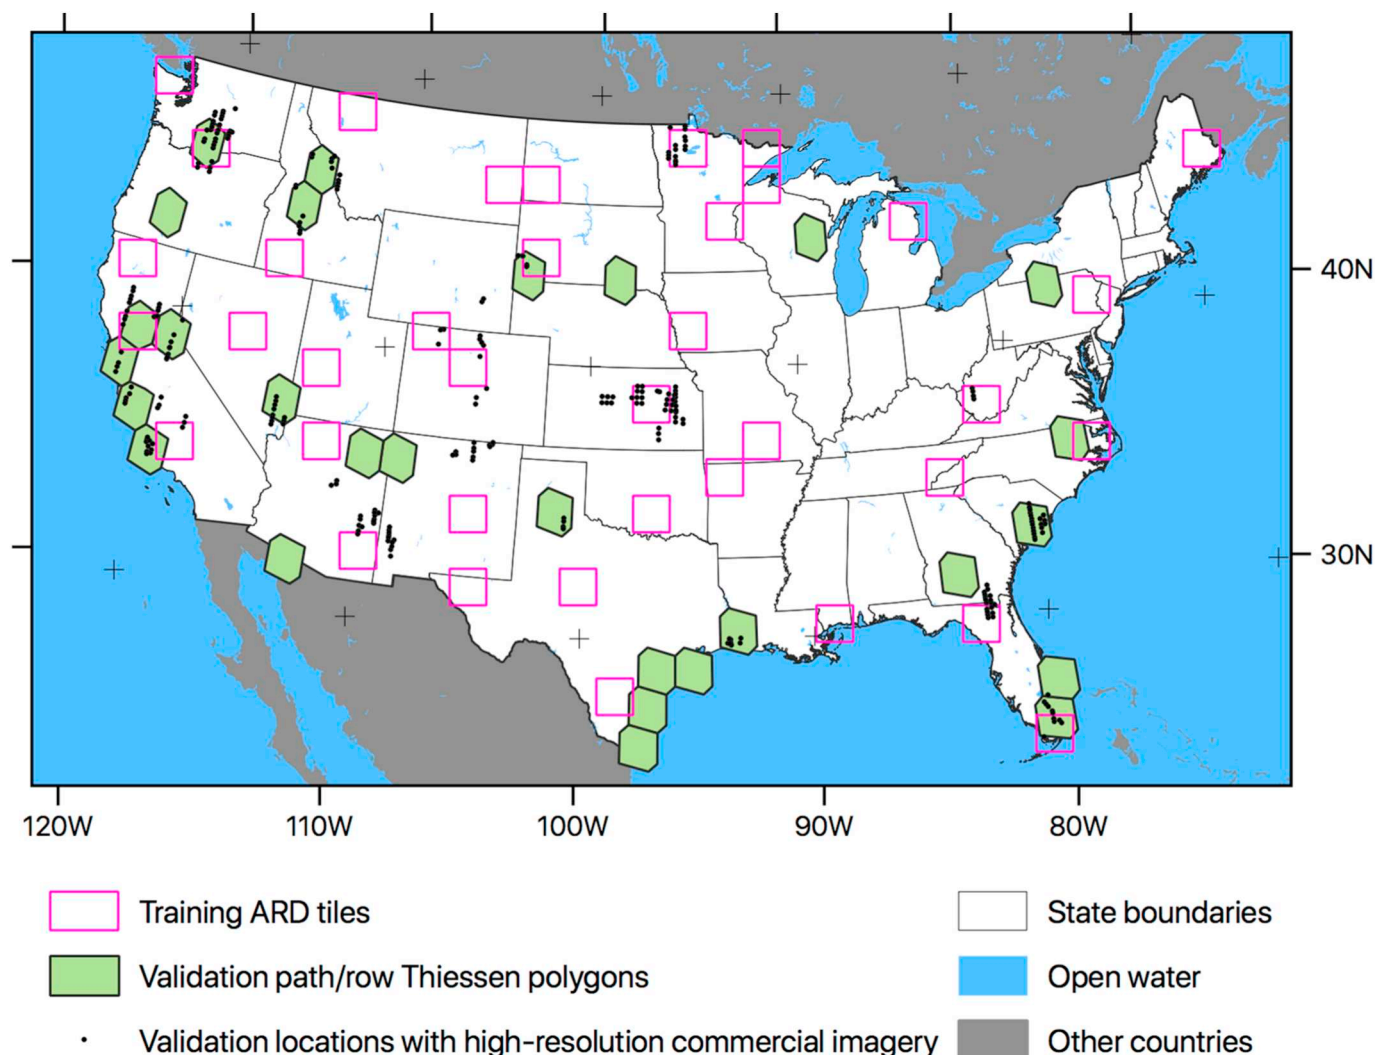 40N
30N
120W 110W 100W 90W 80W
Training ARD tiles
State boundaries
Validation path/row Thiessen polygons
Open water
Validation locations with high-resolution commercial imagery
Other countries